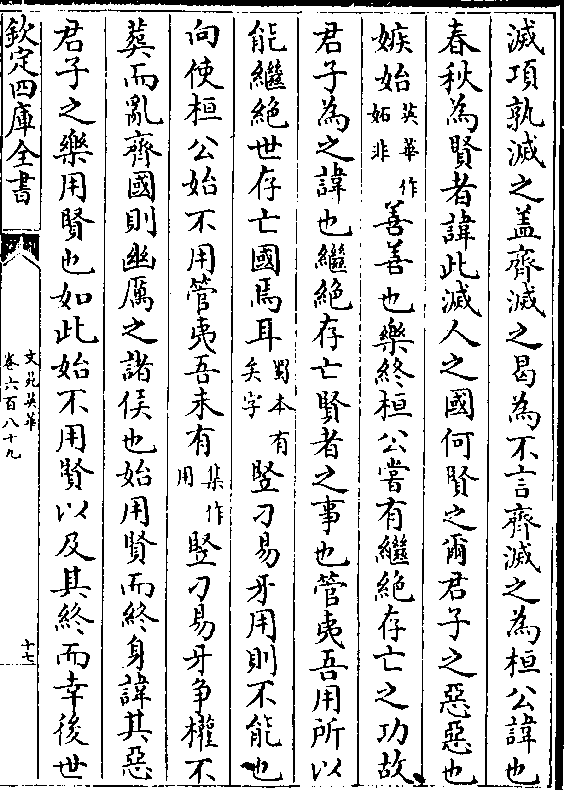 滅項孰滅之盖齊滅之曷為不言齊滅之為桓公諱也
春秋為賢者諱此滅人之國何賢之爾君子之惡惡也
嫉始英華作妬非善善也樂終桓公嘗有繼絶存亡之功故
君子為之諱也繼絶存亡賢者之事也管夷吾用所以
能繼絶世存亡國焉耳蜀本有矣字竪刁易牙用則不能也
向使桓公始不用管夷吾未有集作用竪刁易牙争權不
葬而亂齊國則幽厲之諸侯也始用賢而終身諱其惡
君子之樂用賢也如此始不用賢以及其終而幸後世
欽定四庫全書
文苑英華
卷六百八十九
十七